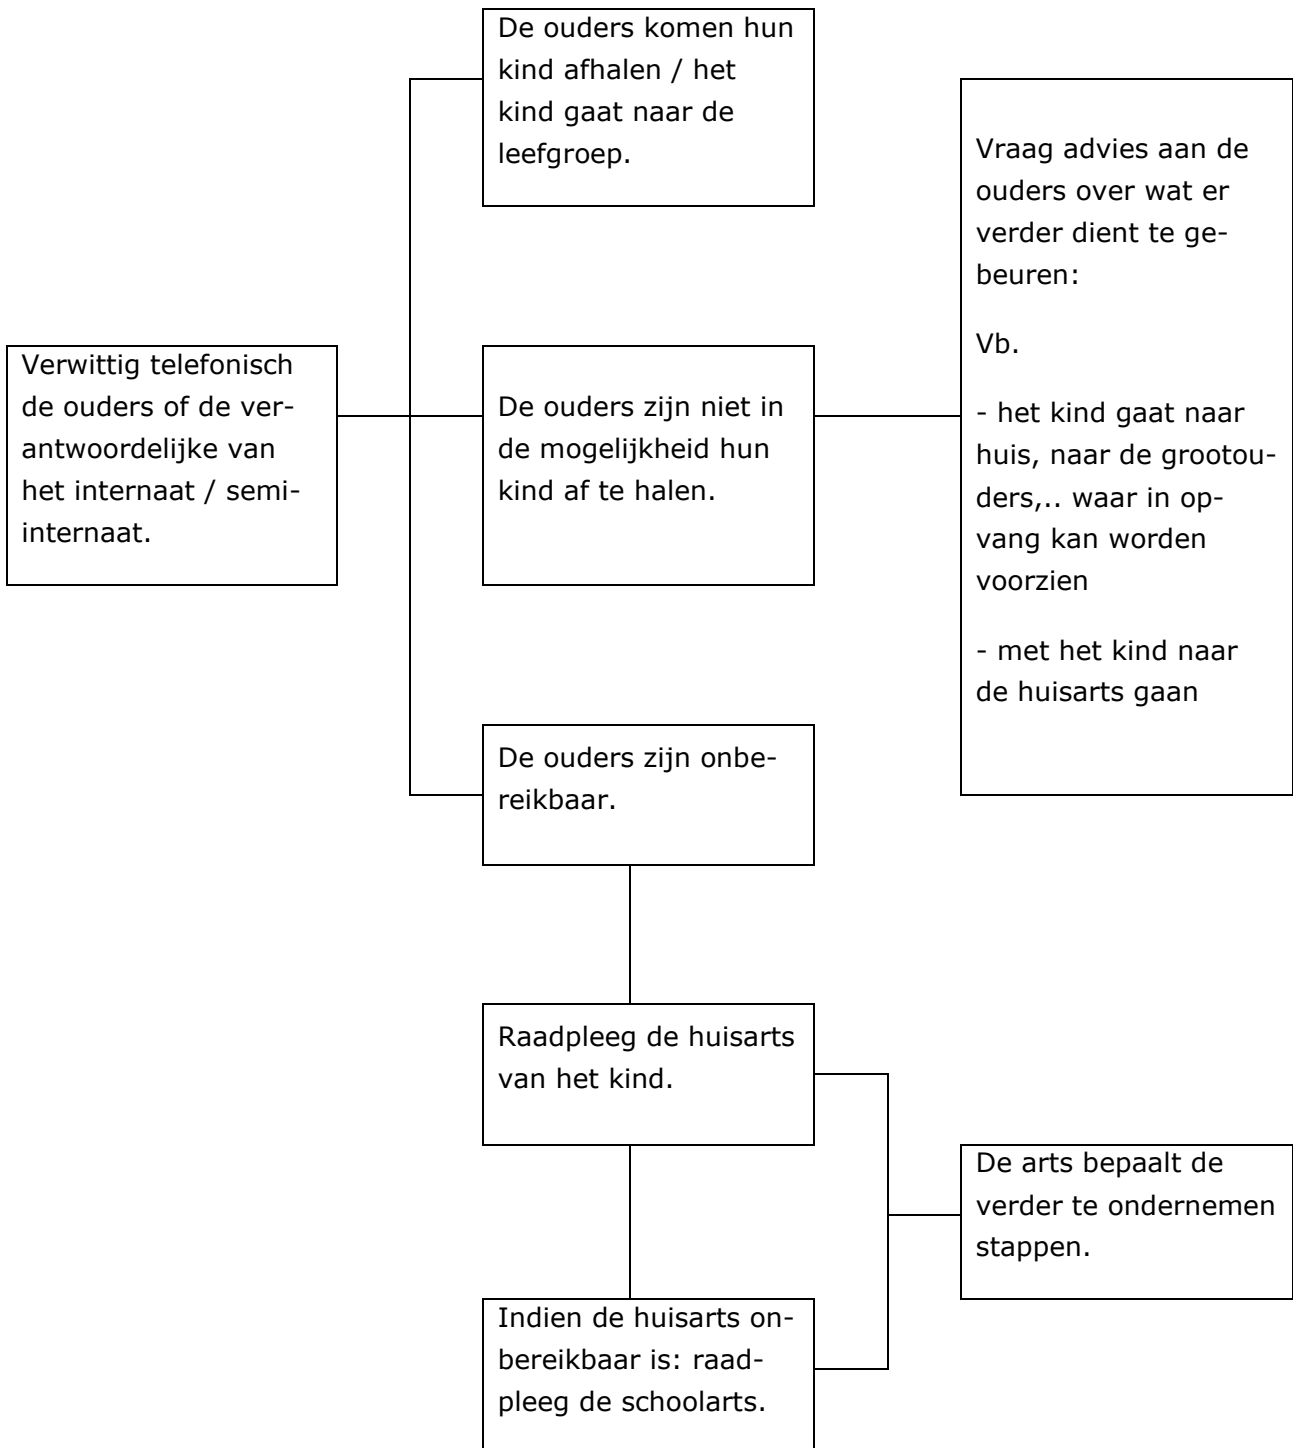 De ouders komen hun
kind afhalen / het
kind gaat naar de
leefgroep.
Verwittig telefonisch
de ouders of de ver-
antwoordelijke van
het internaat / semi-
internaat.
De ouders zijn niet in
de mogelijkheid hun
kind af te halen.
Vraag advies aan de
ouders over wat er
verder dient te ge-
beuren:
Vb.
- het kind gaat naar
huis, naar de grootou-
ders,.. waar in op-
vang kan worden
voorzien
- met het kind naar
de huisarts gaan
De ouders zijn onbe-
reikbaar.
Raadpleeg de huisarts
van het kind.
De arts bepaalt de
verder te ondernemen
stappen.
Indien de huisarts on-
bereikbaar is: raad-
pleeg de schoolarts.